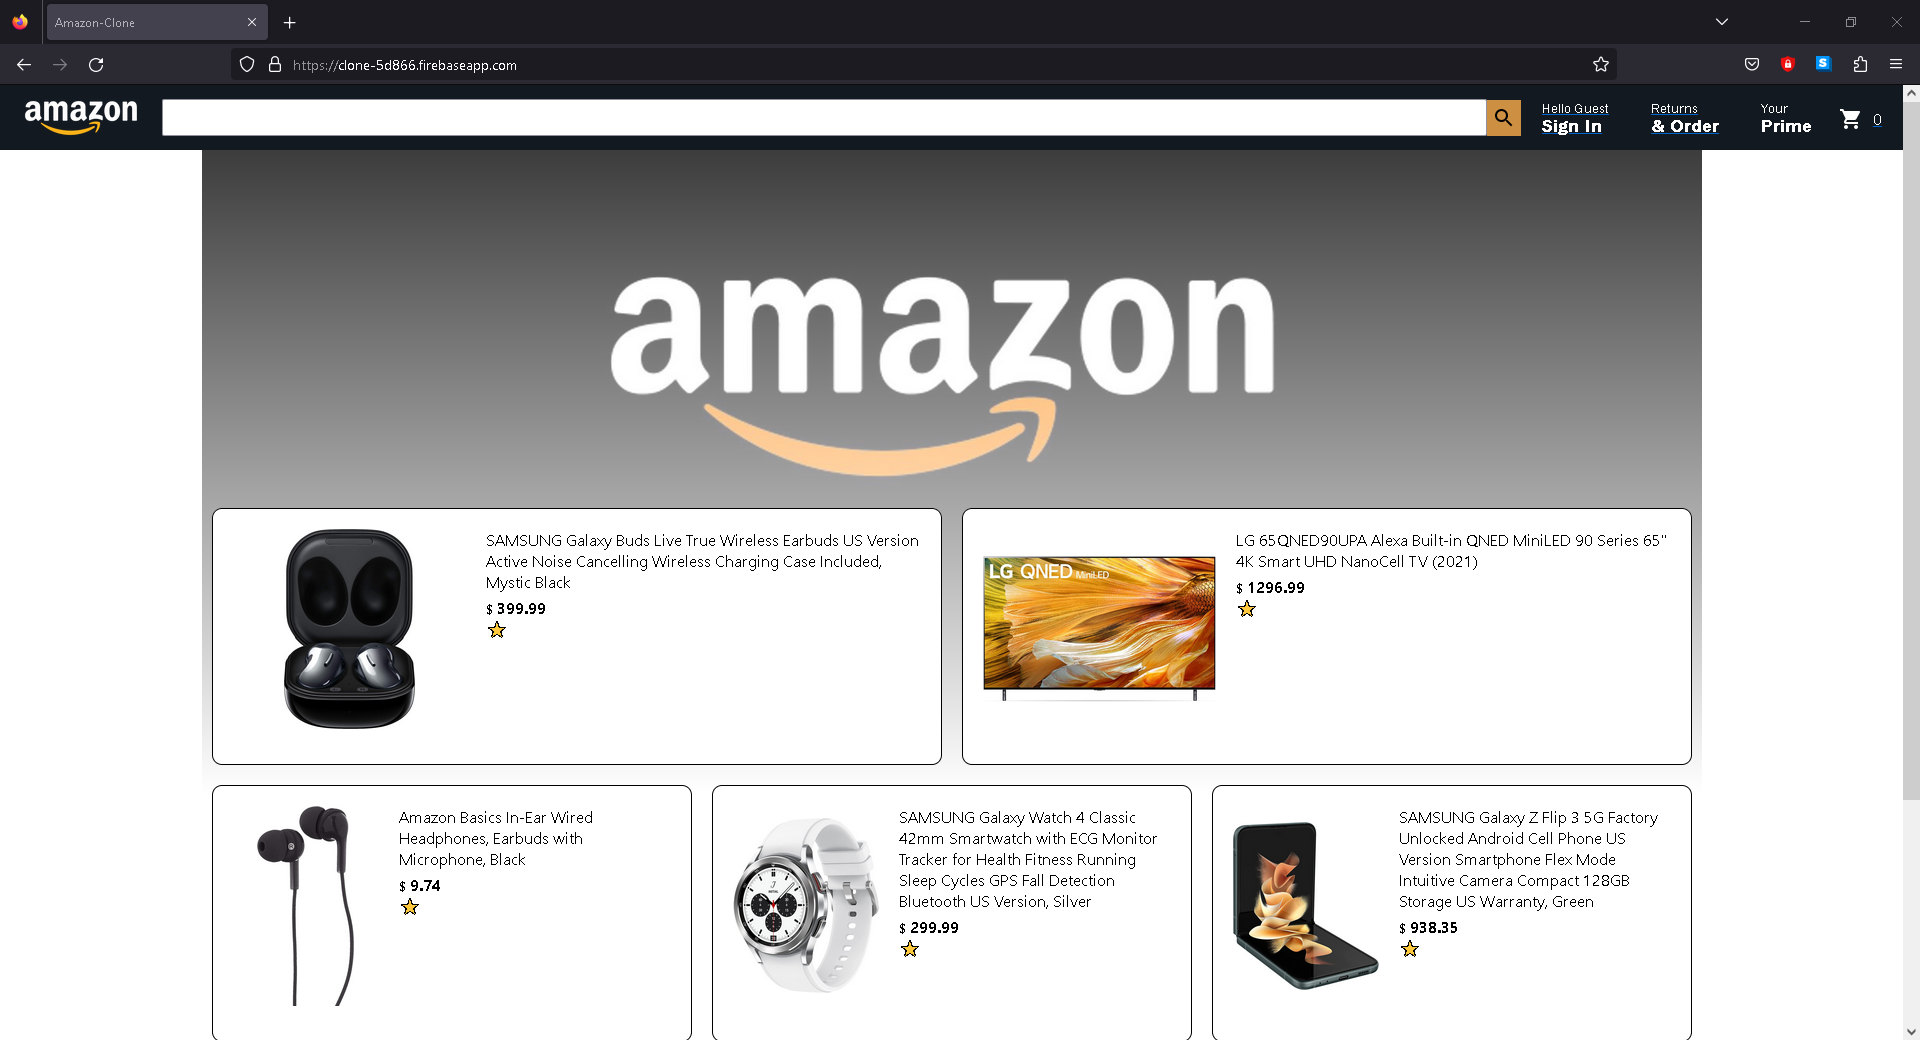 Amazon-Clone
https://clone-5d866.firebaseapp.com
amazon
Hello Guest
Sign In
Returns
& Order
Your
Prime
0
amazon
SAMSUNG Galaxy Buds Live True Wireless Earbuds US Version
Active Noise Cancelling Wireless Charging Case Included,
Mystic Black
$ 399.99
LG QNED MiniLED
LG 65QNED90UPA Alexa Built-in QNED MiniLED 90 Series 65"
4K Smart UHD NanoCell TV (2021)
$ 1296.99
Amazon Basics In-Ear Wired
Headphones, Earbuds with
Microphone, Black
$ 9.74
SAMSUNG Galaxy Watch 4 Classic
42mm Smartwatch with ECG Monitor
Tracker for Health Fitness Running
Sleep Cycles GPS Fall Detection
Bluetooth US Version, Silver
$ 299.99
SAMSUNG Galaxy Z Flip 3 5G Factory
Unlocked Android Cell Phone US
Version Smartphone Flex Mode
Intuitive Camera Compact 128GB
Storage US Warranty, Green
$ 938.35